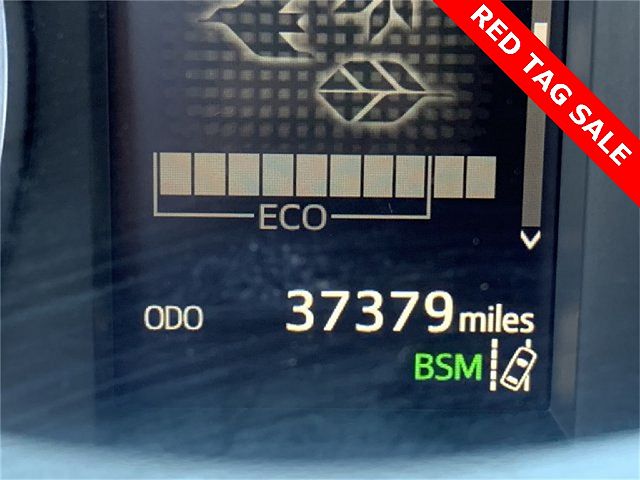 RED TAG SALE
ECO
ODO 37379 miles
BSM